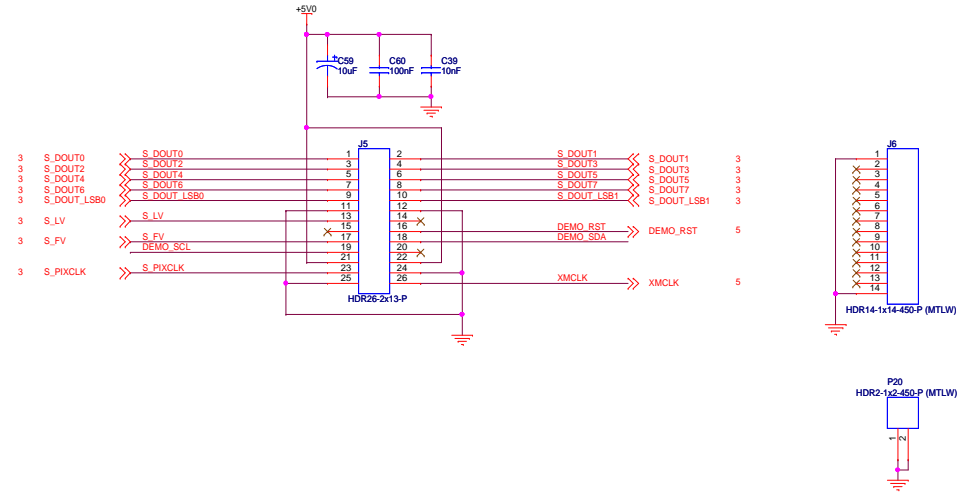 +5V0
C59
10uF
C60
100nF
C39
10nF
J5
3 S_DOUT0 S_DOUT0 1 2 S_DOUT1 S_DOUT1 3
3 S_DOUT2 S_DOUT2 3 4 S_DOUT3 S_DOUT3 3
3 S_DOUT4 S_DOUT4 5 6 S_DOUT5 S_DOUT5 3
3 S_DOUT6 S_DOUT6 7 8 S_DOUT7 S_DOUT7 3
3 S_DOUT_LSB0 S_DOUT_LSB0 9 10 S_DOUT_LSB1 S_DOUT_LSB1 3
11 12
3 S_LV S_LV 13 14
15 16 DEMO_RST DEMO_RST 5
3 S_FV S_FV 17 18 DEMO_SDA
DEMO_SCL 19 20
21 22
3 S_PIXCLK S_PIXCLK 23 24
25 26 XMCLK XMCLK 5
HDR26-2x13-P
J6
1
2
3
4
5
6
7
8
9
10
11
12
13
14
HDR14-1x14-450-P (MTLW)
P20
HDR2-1x2-450-P (MTLW)
1 2